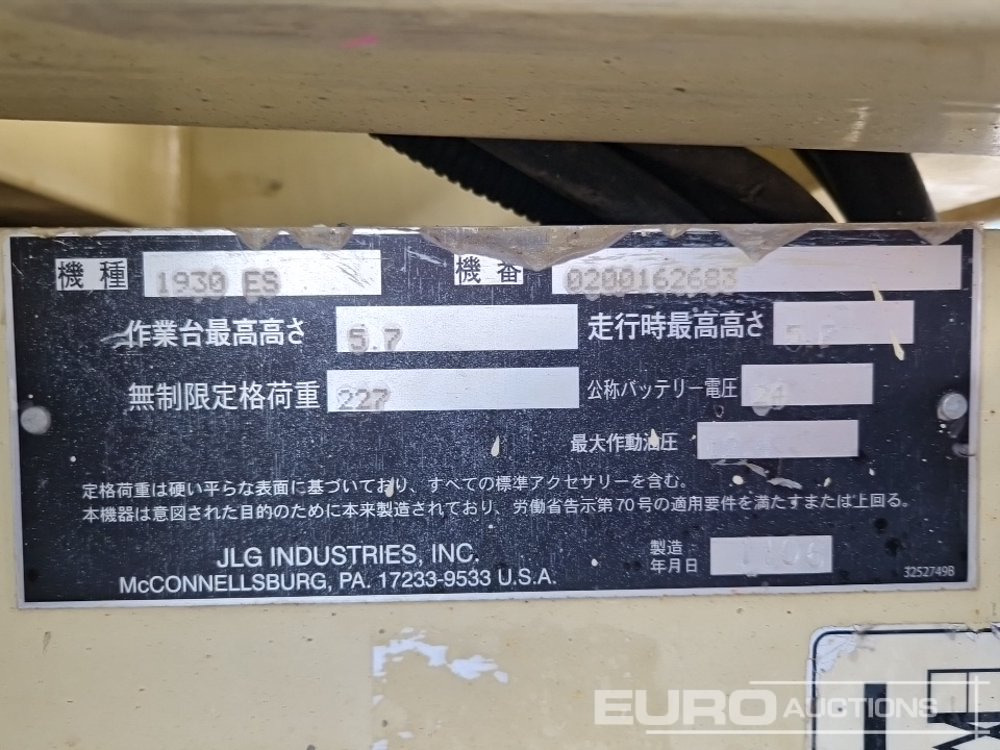 機種 1930 ES 機番 0200162683
作業台最高高さ 5.7 走行時最高高さ
無制限定格荷重 227 公称バッテリー電圧 24
最大作動油圧
定格荷重は硬い平らな表面に基づいており、すべての標準アクセサリーを含む。
本機器は意図された目的のために本来製造されており、労働省告示第70号の適用要件を満たすまたは上回る。
JLG INDUSTRIES, INC.
McCONNELLSBURG, PA. 17233-9533 U.S.A.
製造年月日 1106
3252749B
EURO AUCTIONS